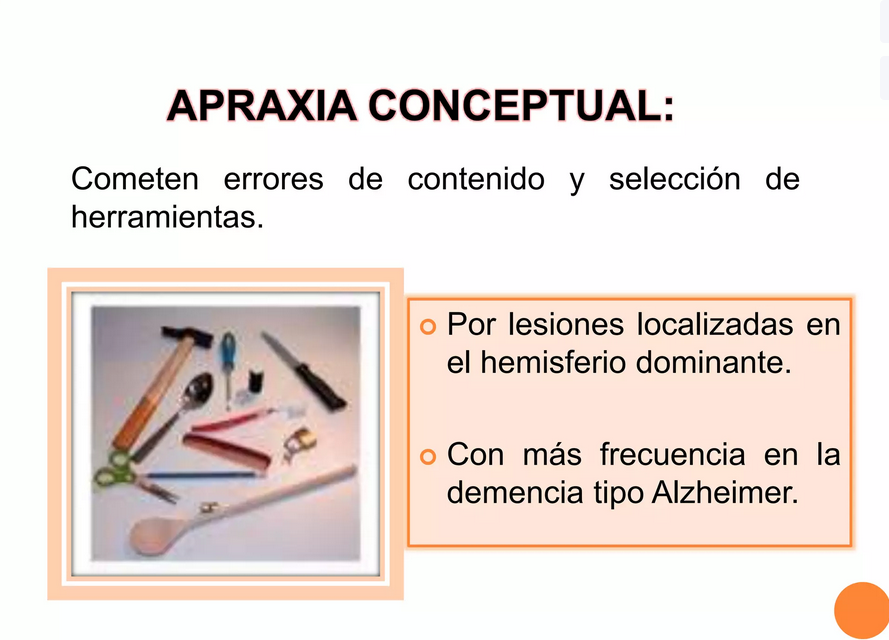 APRAXIA CONCEPTUAL:
Cometen errores de contenido y selección de
herramientas.
Por lesiones localizadas en
el hemisferio dominante.
Con más frecuencia en la
demencia tipo Alzheimer.